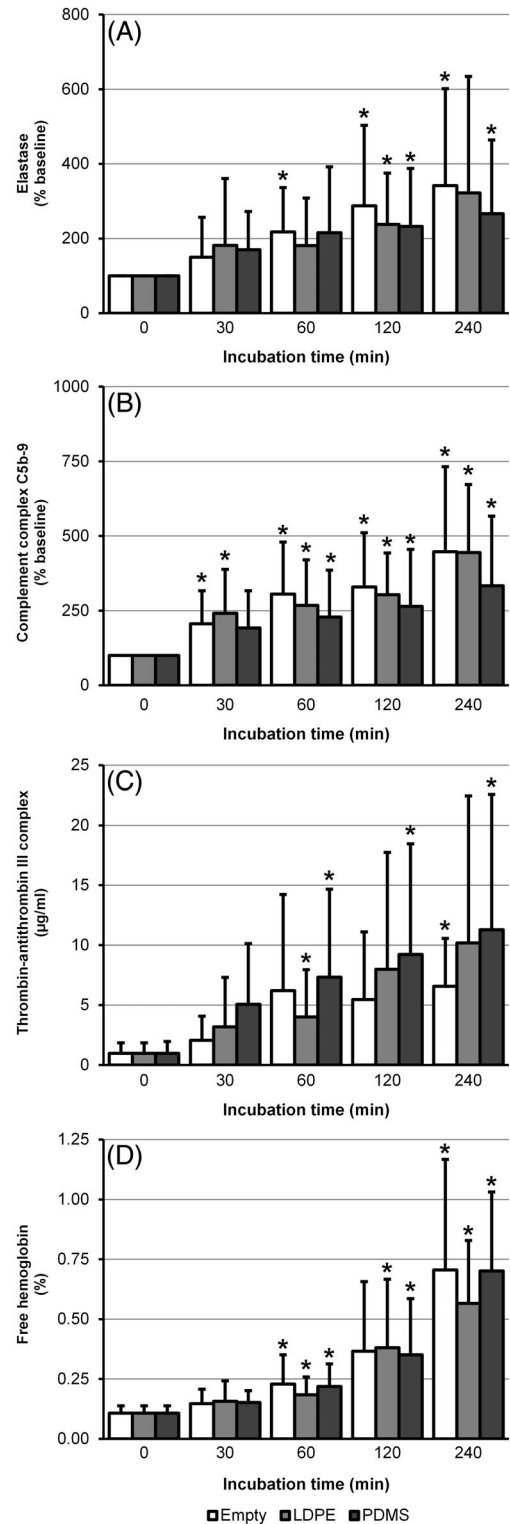 (A)
Elastase
(% baseline)
800
600
400
200
0
* * * * * *
0 30 60 120 240
Incubation time (min)
(B)
Complement complex C5b-9
(% baseline)
1000
750
500
250
0
* * * * * * * * * * *
0 30 60 120 240
Incubation time (min)
(C)
Thrombin-antithrombin III complex
(µg/ml)
25
20
15
10
5
0
* * * * *
0 30 60 120 240
Incubation time (min)
(D)
Free hemoglobin
(%)
1.25
1.00
0.75
0.50
0.25
0.00
* * * * * * * *
0 30 60 120 240
Incubation time (min)
Empty LDPE PDMS